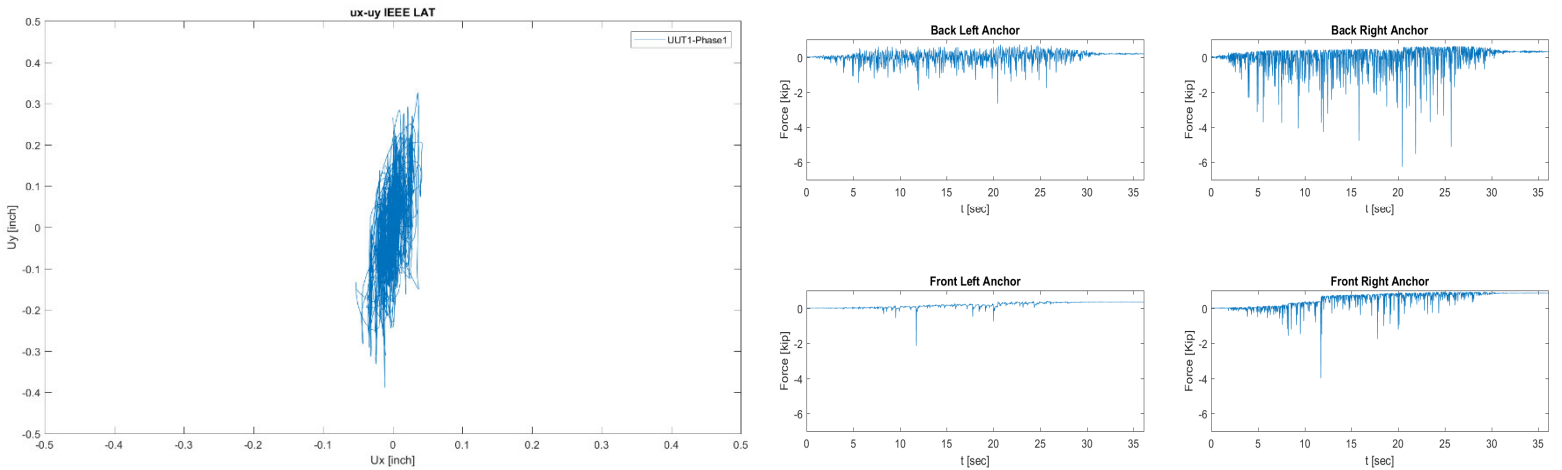 ux-uy IEEE LAT
UUT1-Phase1
0.5
0.4
0.3
0.2
0.1
0
-0.1
-0.2
-0.3
-0.4
-0.5
Uy [inch]
-0.5 -0.4 -0.3 -0.2 -0.1 0 0.1 0.2 0.3 0.4 0.5
Ux [inch]
Back Left Anchor
0
-2
-4
-6
Force [kip]
0 5 10 15 20 25 30 35
t [sec]
Back Right Anchor
0
-2
-4
-6
Force [kip]
0 5 10 15 20 25 30 35
t [sec]
Front Left Anchor
0
-2
-4
-6
Force [kip]
0 5 10 15 20 25 30 35
t [sec]
Front Right Anchor
0
-2
-4
-6
Force [Kip]
0 5 10 15 20 25 30 35
t [sec]